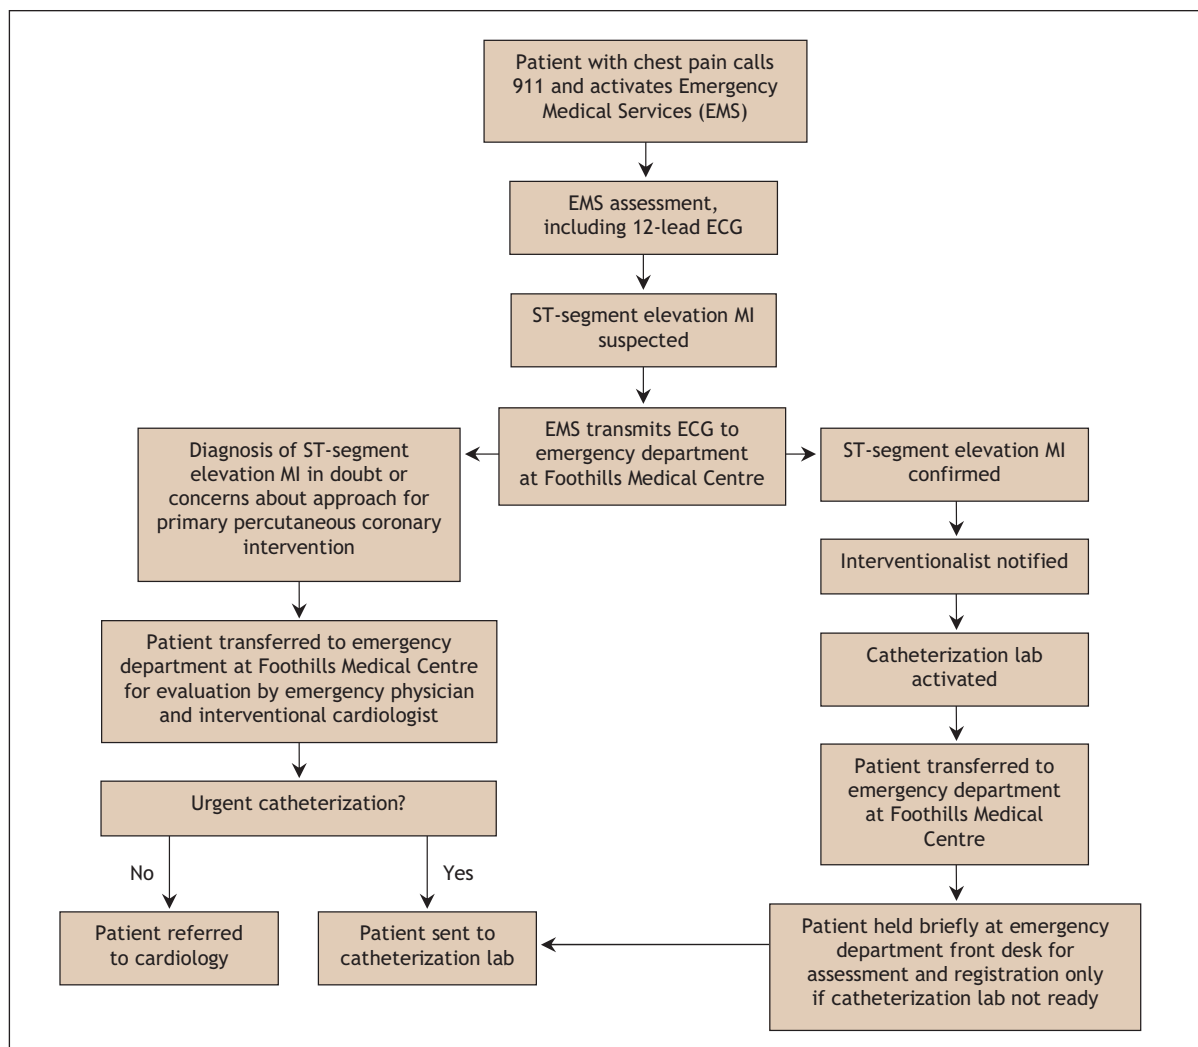 Patient with chest pain calls
911 and activates Emergency
Medical Services (EMS)
EMS assessment,
including 12-lead ECG
ST-segment elevation MI
suspected
EMS transmits ECG to
emergency department
at Foothills Medical Centre
Diagnosis of ST-segment
elevation MI in doubt or
concerns about approach for
primary percutaneous coronary
intervention
Patient transferred to emergency
department at Foothills Medical Centre
for evaluation by emergency physician
and interventional cardiologist
Urgent catheterization?
No
Yes
Patient referred
to cardiology
Patient sent to
catheterization lab
ST-segment elevation MI
confirmed
Interventionalist notified
Catheterization lab
activated
Patient transferred to
emergency department
at Foothills Medical
Centre
Patient held briefly at emergency
department front desk for
assessment and registration only
if catheterization lab not ready